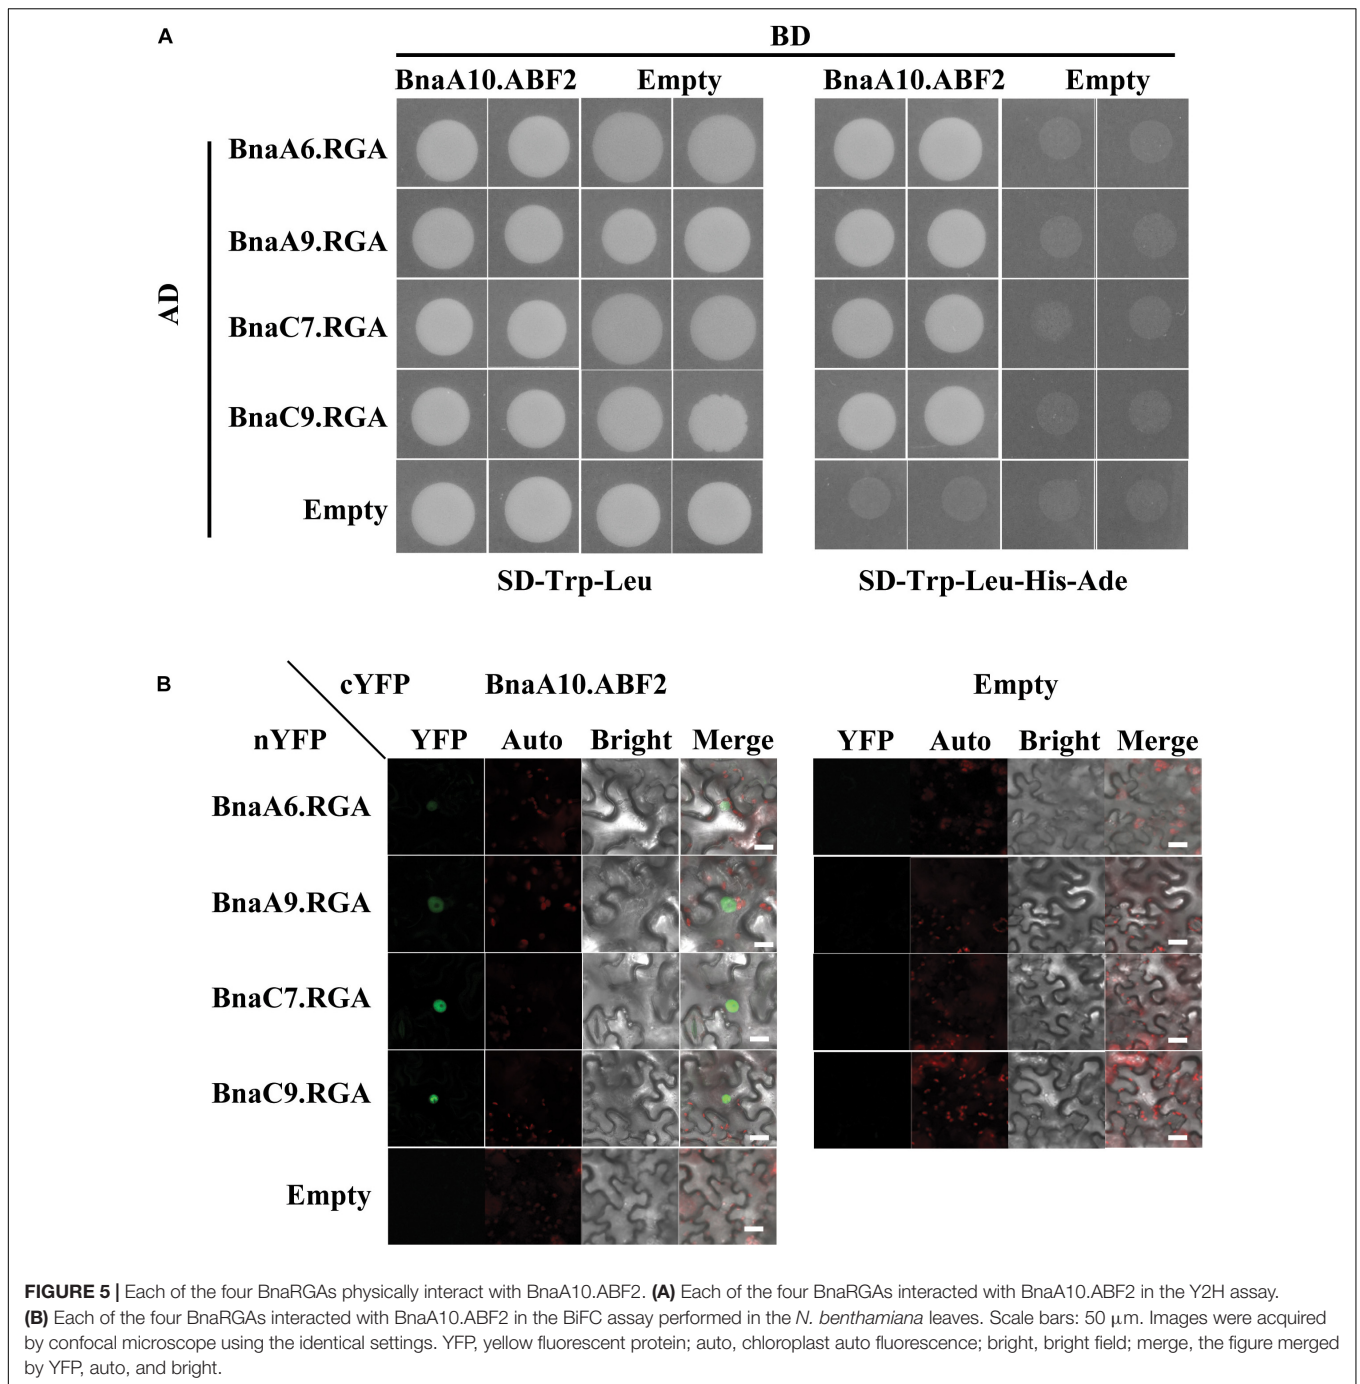 A
BD
BnaA10.ABF2 Empty BnaA10.ABF2 Empty
AD
BnaA6.RGA
BnaA9.RGA
BnaC7.RGA
BnaC9.RGA
Empty
SD-Trp-Leu SD-Trp-Leu-His-Ade
B
cYFP BnaA10.ABF2 Empty
nYFP YFP Auto Bright Merge YFP Auto Bright Merge
BnaA6.RGA
BnaA9.RGA
BnaC7.RGA
BnaC9.RGA
Empty
FIGURE 5 | Each of the four BnaRGAs physically interact with BnaA10.ABF2. (A) Each of the four BnaRGAs interacted with BnaA10.ABF2 in the Y2H assay.
(B) Each of the four BnaRGAs interacted with BnaA10.ABF2 in the BiFC assay performed in the N. benthamiana leaves. Scale bars: 50 μm. Images were acquired
by confocal microscope using the identical settings. YFP, yellow fluorescent protein; auto, chloroplast auto fluorescence; bright, bright field; merge, the figure merged
by YFP, auto, and bright.